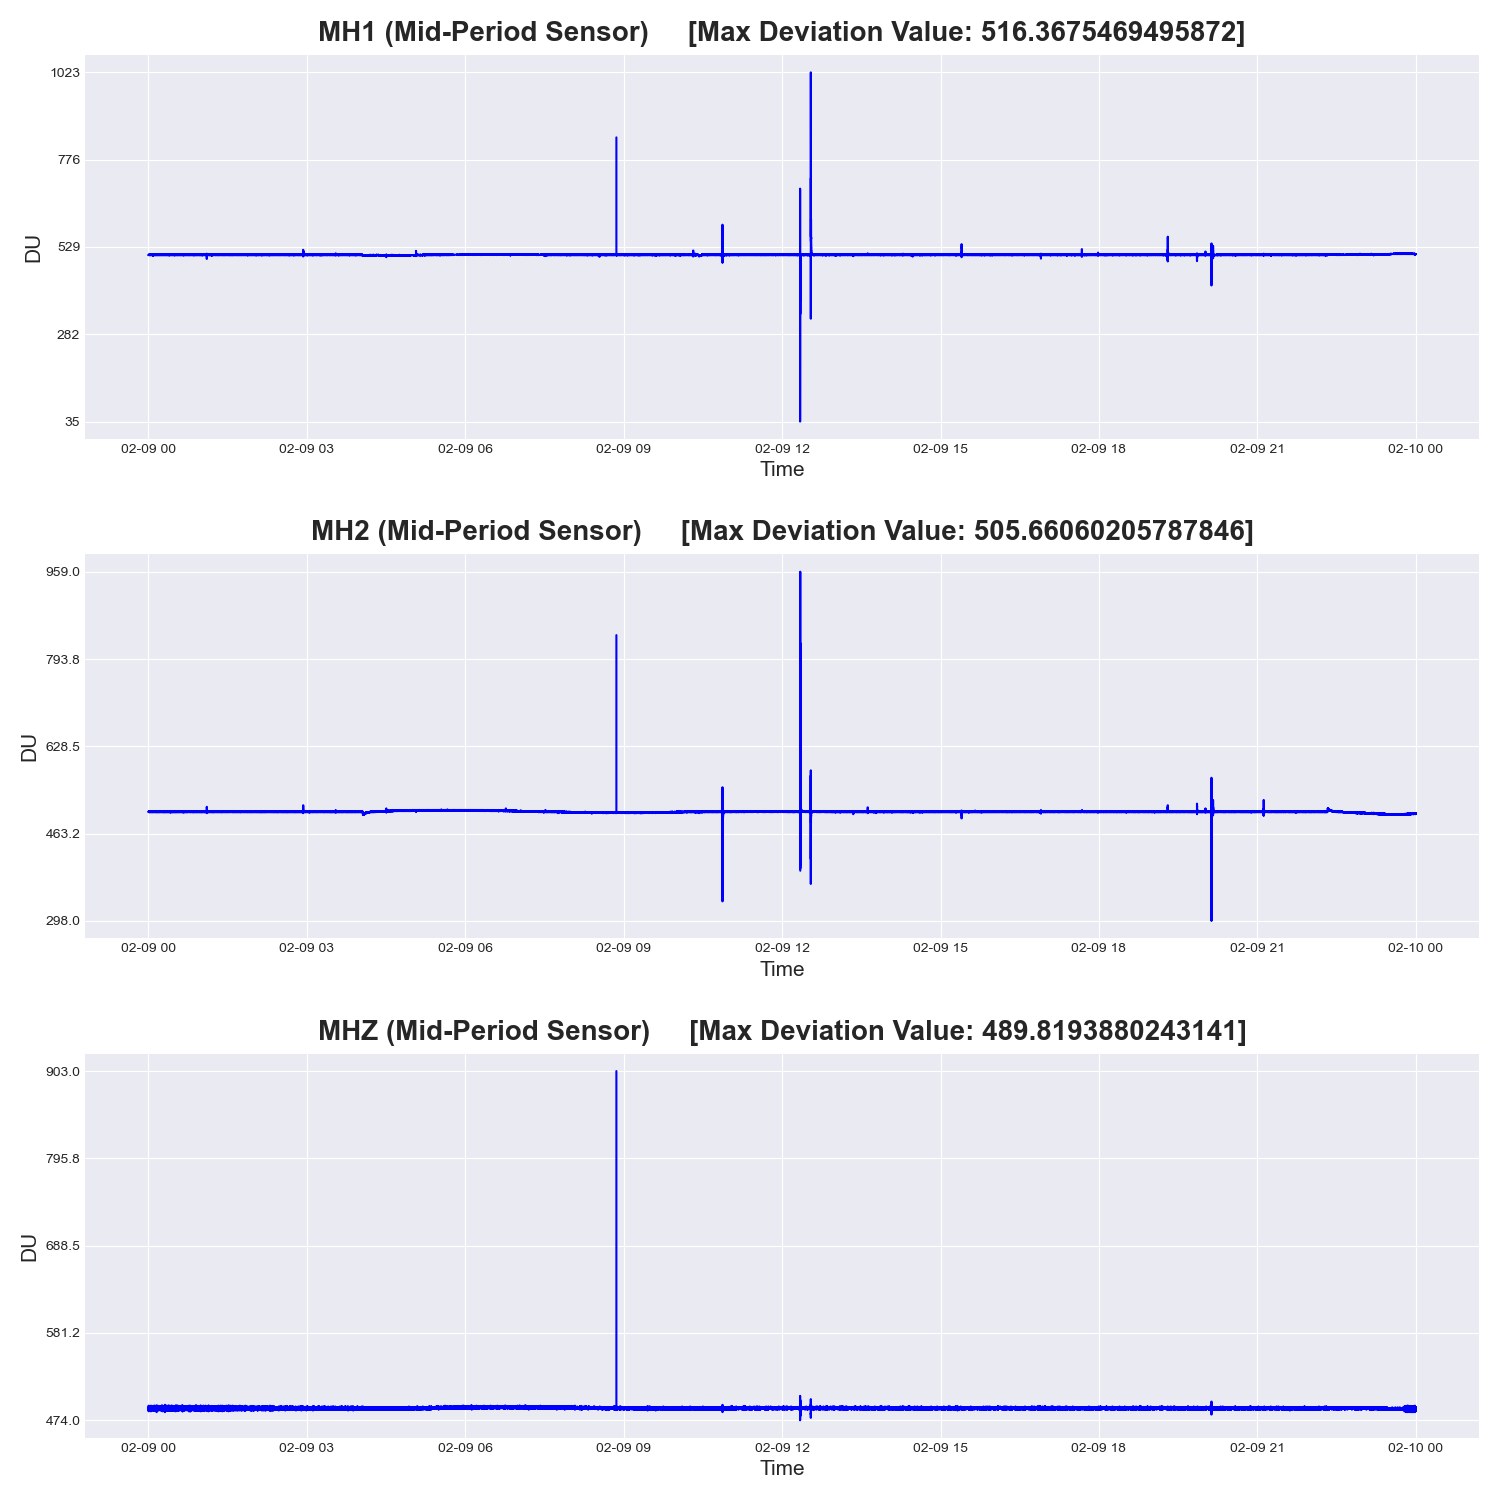 MH1 (Mid-Period Sensor) [Max Deviation Value: 516.3675469495872]
1023
776
529
282
35
DU
02-09 00 02-09 03 02-09 06 02-09 09 02-09 12 02-09 15 02-09 18 02-09 21 02-10 00
Time
MH2 (Mid-Period Sensor) [Max Deviation Value: 505.66060205787846]
959.0
793.8
628.5
463.2
298.0
DU
02-09 00 02-09 03 02-09 06 02-09 09 02-09 12 02-09 15 02-09 18 02-09 21 02-10 00
Time
MHZ (Mid-Period Sensor) [Max Deviation Value: 489.8193880243141]
903.0
795.8
688.5
581.2
474.0
DU
02-09 00 02-09 03 02-09 06 02-09 09 02-09 12 02-09 15 02-09 18 02-09 21 02-10 00
Time